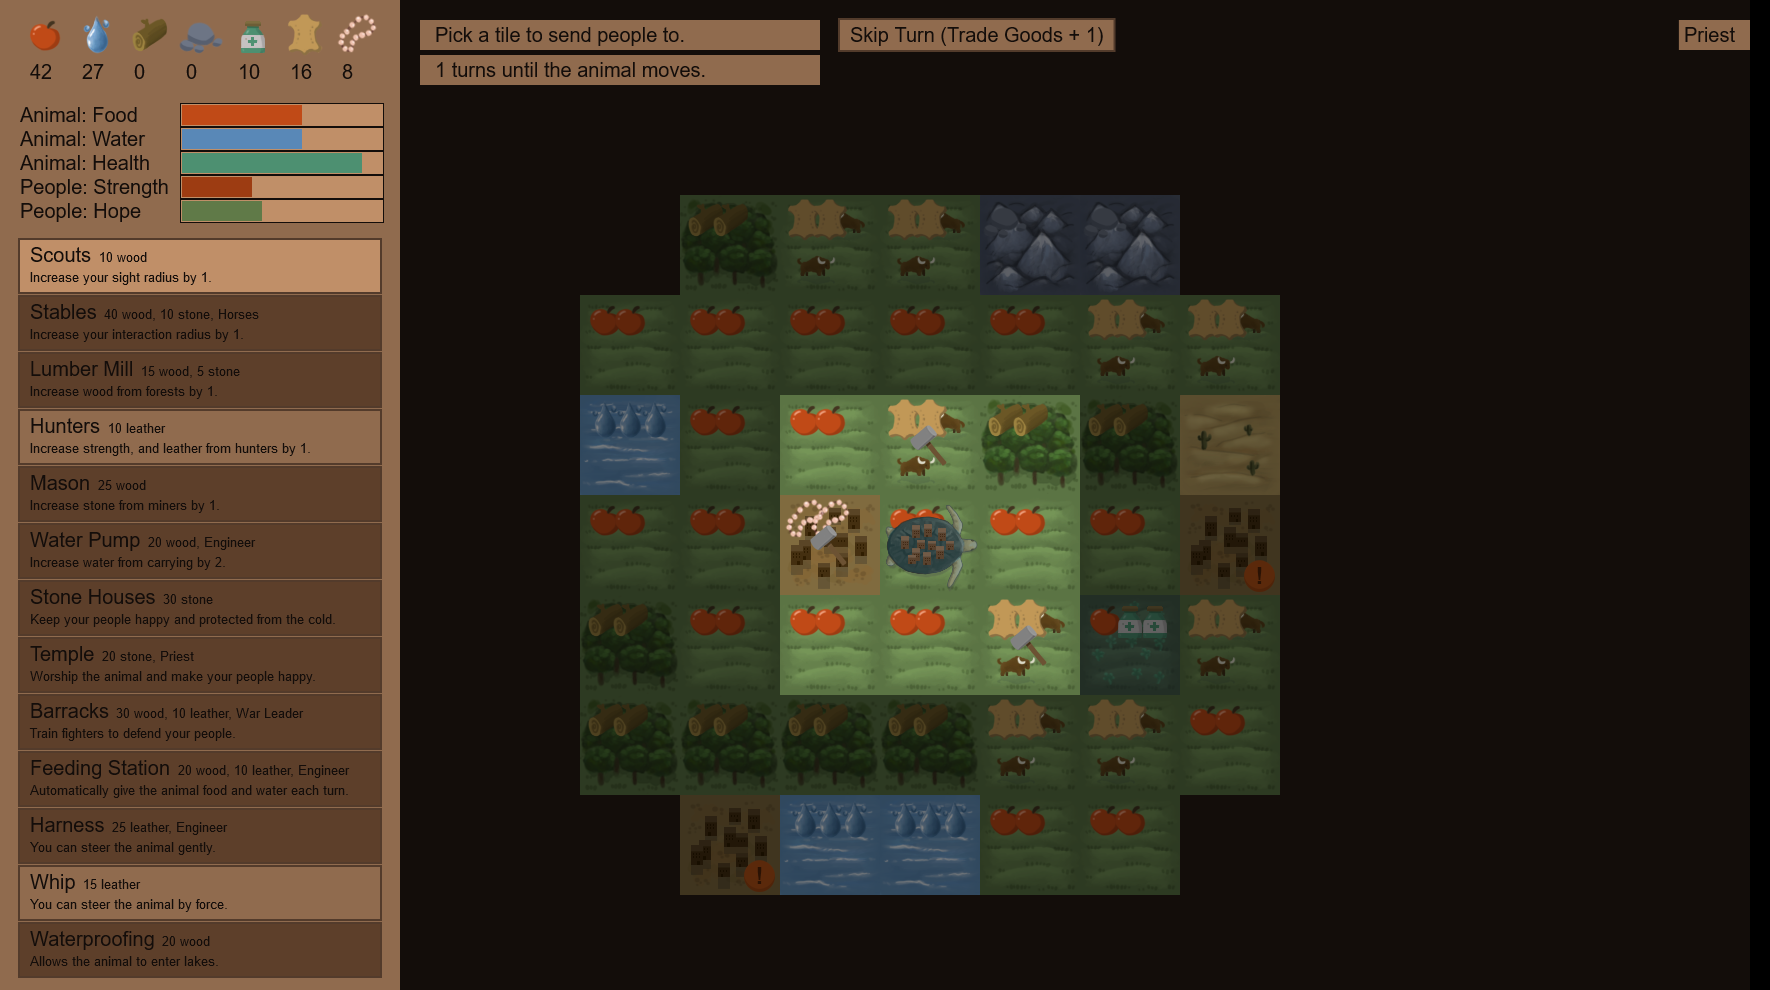 42 27 0 0 10 16 8
Animal: Food
Animal: Water
Animal: Health
People: Strength
People: Hope
Scouts 10 wood
Increase your sight radius by 1.
Stables 40 wood, 10 stone, Horses
Increase your interaction radius by 1.
Lumber Mill 15 wood, 5 stone
Increase wood from forests by 1.
Hunters 10 leather
Increase strength, and leather from hunters by 1.
Mason 25 wood
Increase stone from miners by 1.
Water Pump 20 wood, Engineer
Increase water from carrying by 2.
Stone Houses 30 stone
Keep your people happy and protected from the cold.
Temple 20 stone, Priest
Worship the animal and make your people happy.
Barracks 30 wood, 10 leather, War Leader
Train fighters to defend your people.
Feeding Station 20 wood, 10 leather, Engineer
Automatically give the animal food and water each turn.
Harness 25 leather, Engineer
You can steer the animal gently.
Whip 15 leather
You can steer the animal by force.
Waterproofing 20 wood
Allows the animal to enter lakes.
Pick a tile to send people to.
Skip Turn (Trade Goods + 1)
Priest
1 turns until the animal moves.
!
!